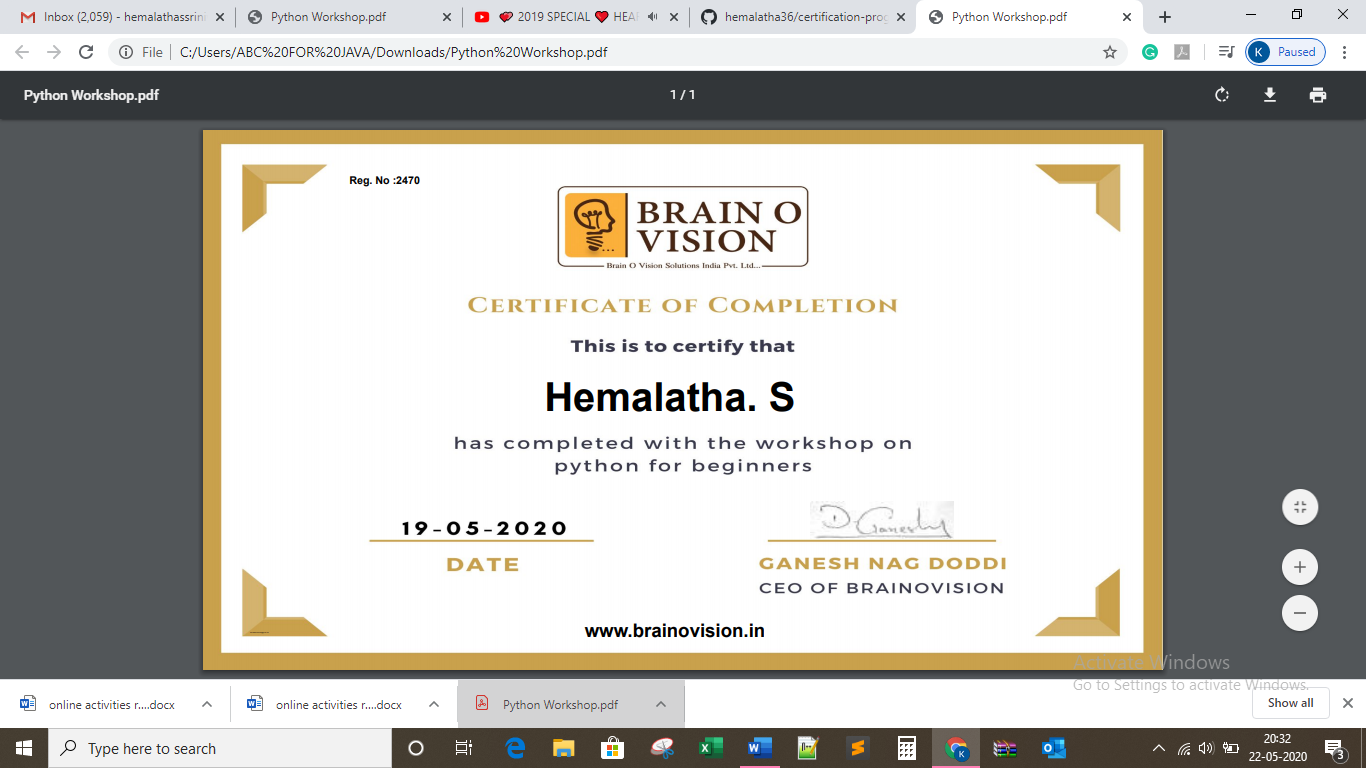 Inbox (2,059) - hemalathassrini
Python Workshop.pdf
2019 SPECIAL ❤ HEA
hemalatha36/certification-prog
Python Workshop.pdf
File
C:/Users/ABC%20FOR%20JAVA/Downloads/Python%20Workshop.pdf
K Paused
Python Workshop.pdf
1 / 1
Reg. No :2470
BRAIN O
VISION
Brain O Vision Solutions India Pvt. Ltd...
CERTIFICATE OF COMPLETION
This is to certify that
Hemalatha. S
has completed with the workshop on
python for beginners
19-05-2020
DATE
D. Ganesh
GANESH NAG DODDI
CEO OF BRAINOVISION
www.brainovision.in
Activate Windows
Go to Settings to activate Windows.
online activities r....docx
online activities r....docx
Python Workshop.pdf
Show all
Type here to search
20:32
22-05-2020
3